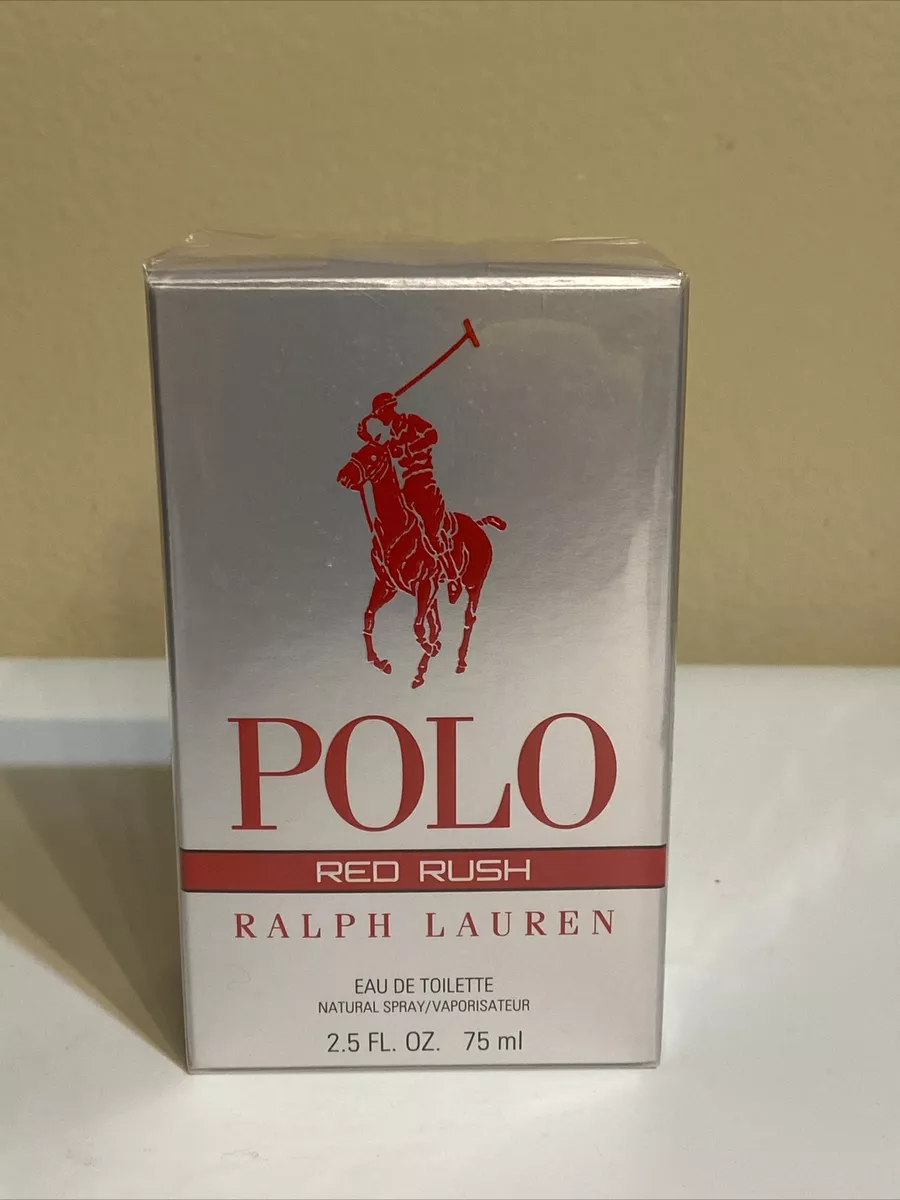 POLO
RED RUSH
RALPH LAUREN
EAU DE TOILETTE
NATURAL SPRAY/VAPORISATEUR
2.5 FL. OZ. 75 ml